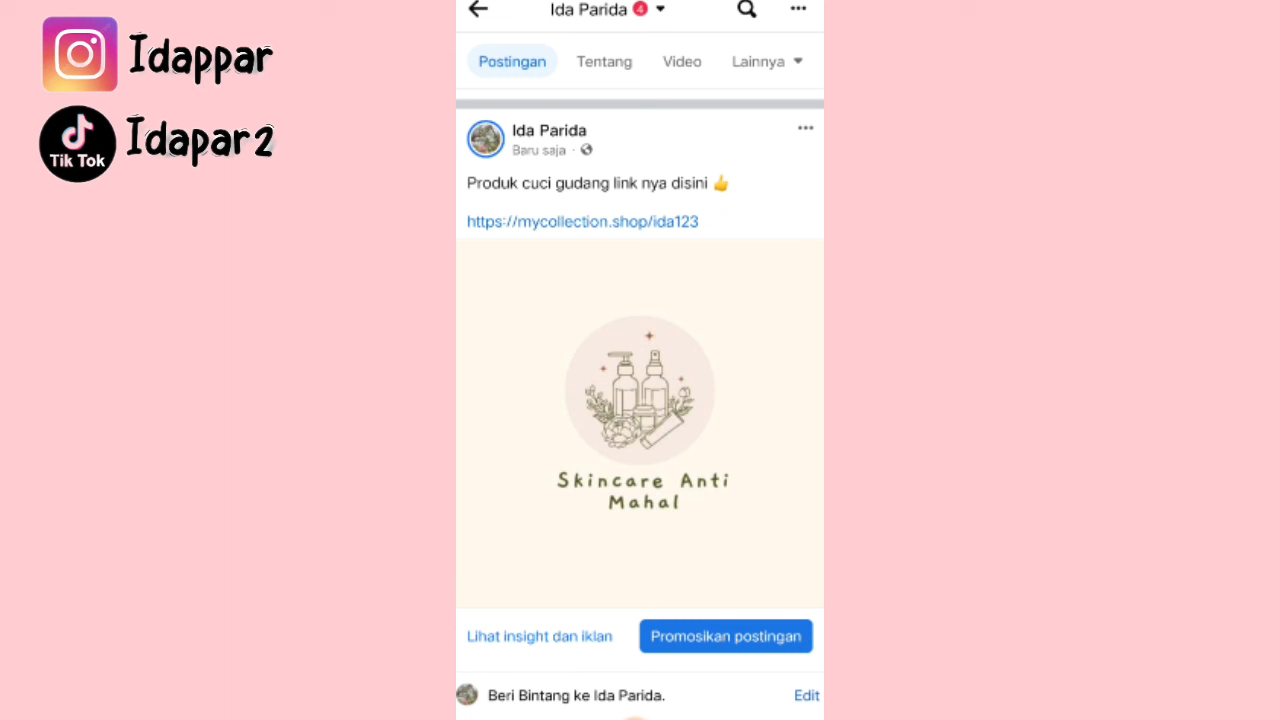 Idappar
Tik Tok
Idapar2
Ida Parida 4
Postingan Tentang Video Lainnya
Ida Parida
Baru saja ·
Produk cuci gudang link nya disini 👍
https://mycollection.shop/ida123
Skincare Anti
Mahal
Lihat insight dan iklan Promosikan postingan
Beri Bintang ke Ida Parida. Edit